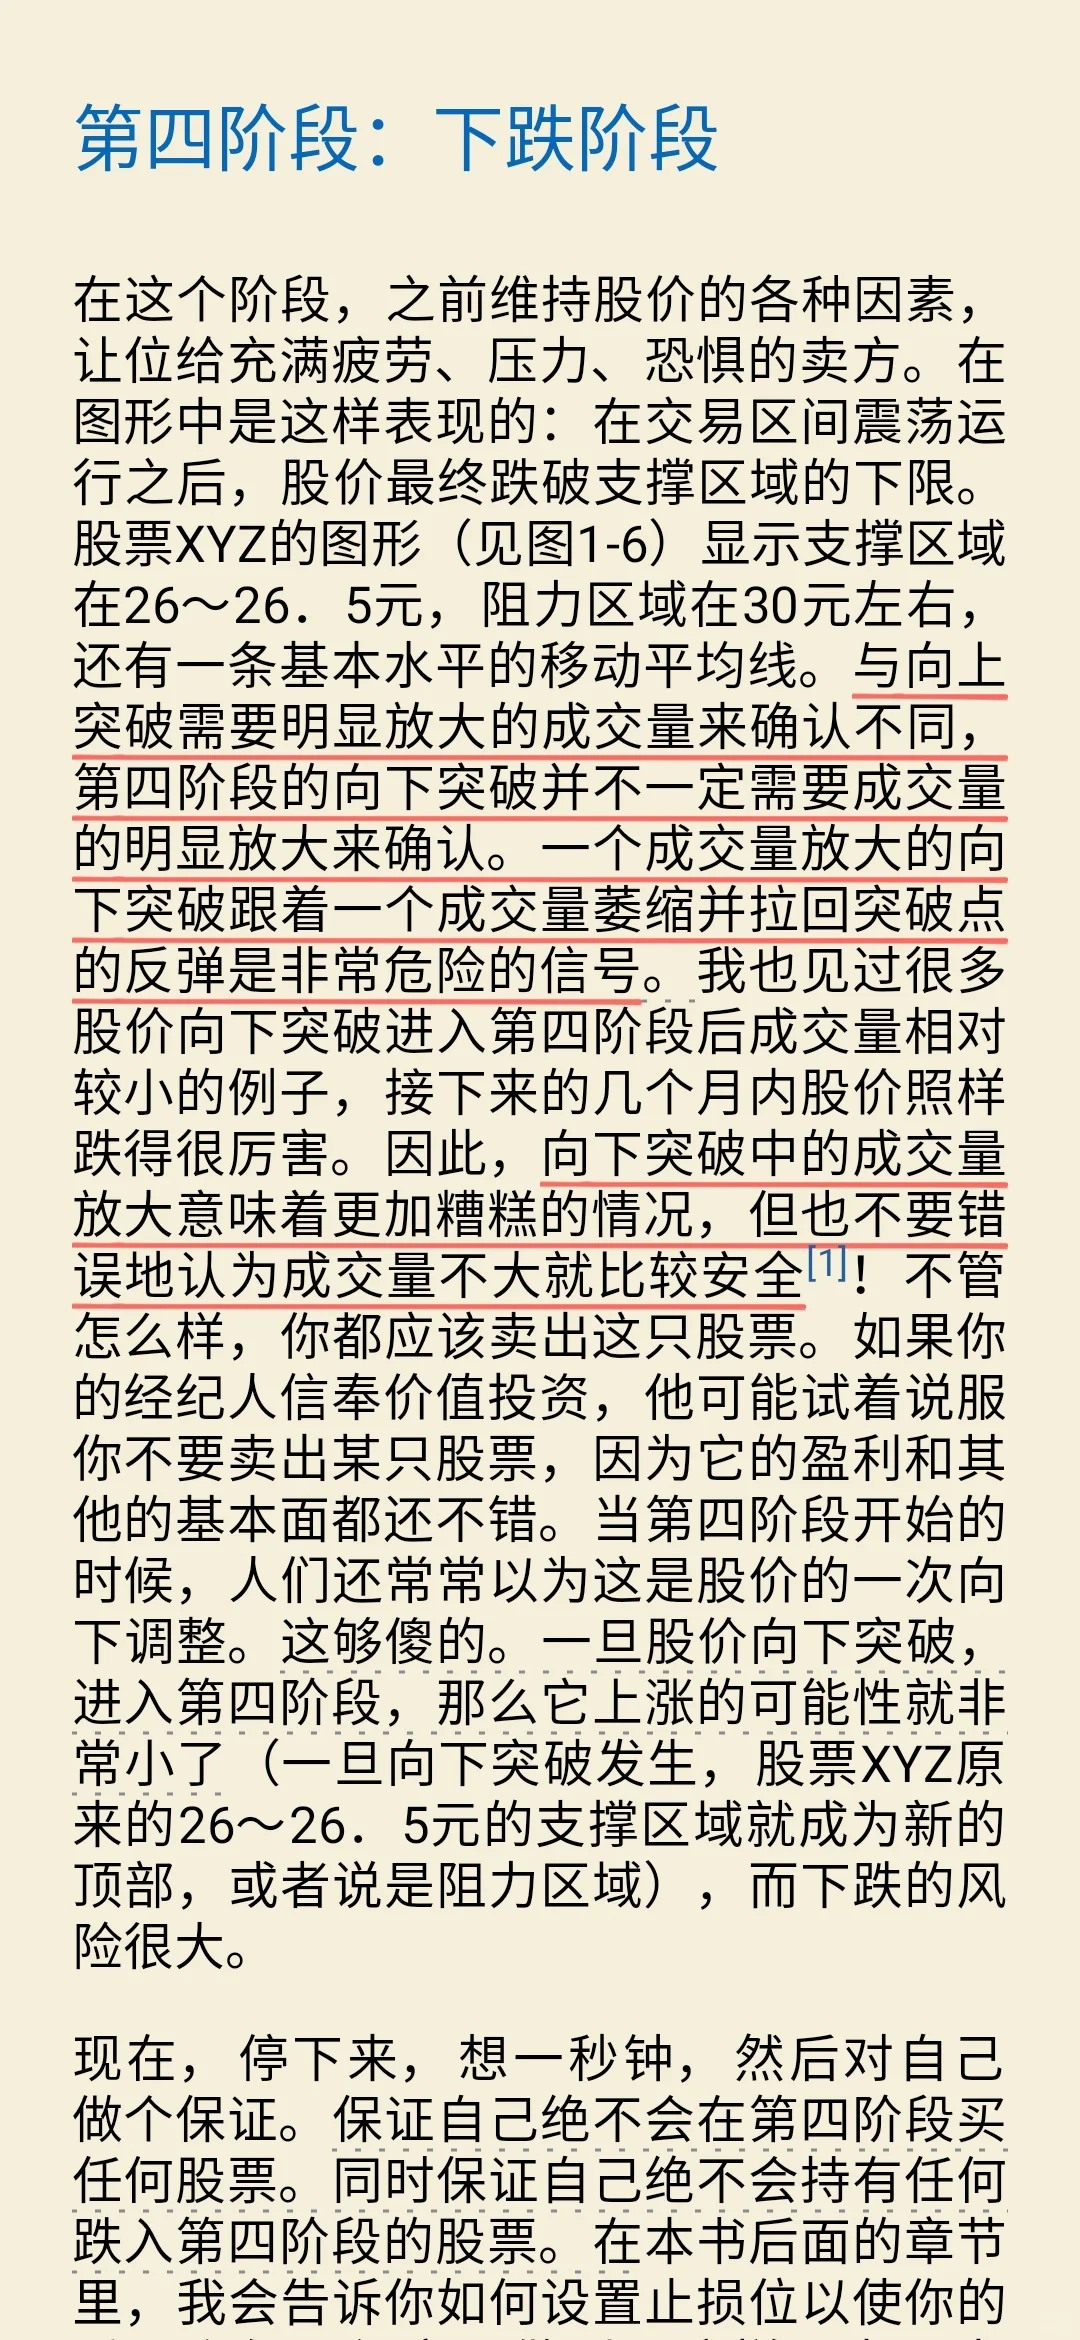 第四阶段：下跌阶段
在这个阶段，之前维持股价的各种因素，
让位给充满疲劳、压力、恐惧的卖方。在
图形中是这样表现的：在交易区间震荡运
行之后，股价最终跌破支撑区域的下限。
股票XYZ的图形（见图1-6）显示支撑区域
在26～26．5元，阻力区域在30元左右，
还有一条基本水平的移动平均线。与向上
突破需要明显放大的成交量来确认不同，
第四阶段的向下突破并不一定需要成交量
的明显放大来确认。一个成交量放大的向
下突破跟着一个成交量萎缩并拉回突破点
的反弹是非常危险的信号。我也见过很多
股价向下突破进入第四阶段后成交量相对
较小的例子，接下来的几个月内股价照样
跌得很厉害。因此，向下突破中的成交量
放大意味着更加糟糕的情况，但也不要错
误地认为成交量不大就比较安全[1]！不管
怎么样，你都应该卖出这只股票。如果你
的经纪人信奉价值投资，他可能试着说服
你不要卖出某只股票，因为它的盈利和其
他的基本面都还不错。当第四阶段开始的
时候，人们还常常以为这是股价的一次向
下调整。这够傻的。一旦股价向下突破，
进入第四阶段，那么它上涨的可能性就非
常小了（一旦向下突破发生，股票XYZ原
来的26～26．5元的支撑区域就成为新的
顶部，或者说是阻力区域），而下跌的风
险很大。
现在，停下来，想一秒钟，然后对自己
做个保证。保证自己绝不会在第四阶段买
任何股票。同时保证自己绝不会持有任何
跌入第四阶段的股票。在本书后面的章节
里，我会告诉你如何设置止损位以使你的